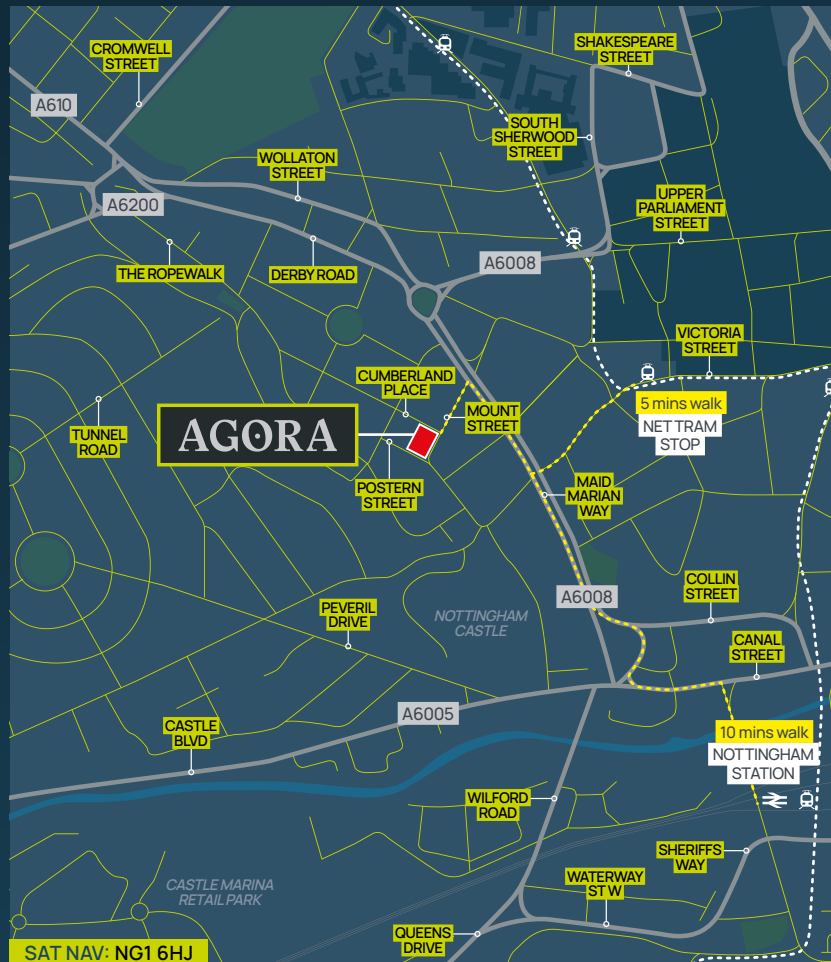 CROMWELL
STREET
SHAKESPEARE
STREET
A610
SOUTH
SHERWOOD
STREET
WOLLATON
STREET
A6200
UPPER
PARLIAMENT
STREET
THE ROPEWALK
DERBY ROAD
A6008
VICTORIA
STREET
CUMBERLAND
PLACE
5 mins walk
NET TRAM
STOP
MOUNT
STREET
AGORA
TUNNEL
ROAD
POSTERN
STREET
MAID
MARIAN
WAY
A6008
COLLIN
STREET
PEVERIL
DRIVE
NOTTINGHAM
CASTLE
CANAL
STREET
A6005
CASTLE
BLVD
10 mins walk
NOTTINGHAM
STATION
WILFORD
ROAD
SHERIFFS
WAY
CASTLE MARINA
RETAIL PARK
WATERWAY
ST W
QUEENS
DRIVE
SAT NAV: NG1 6HJ